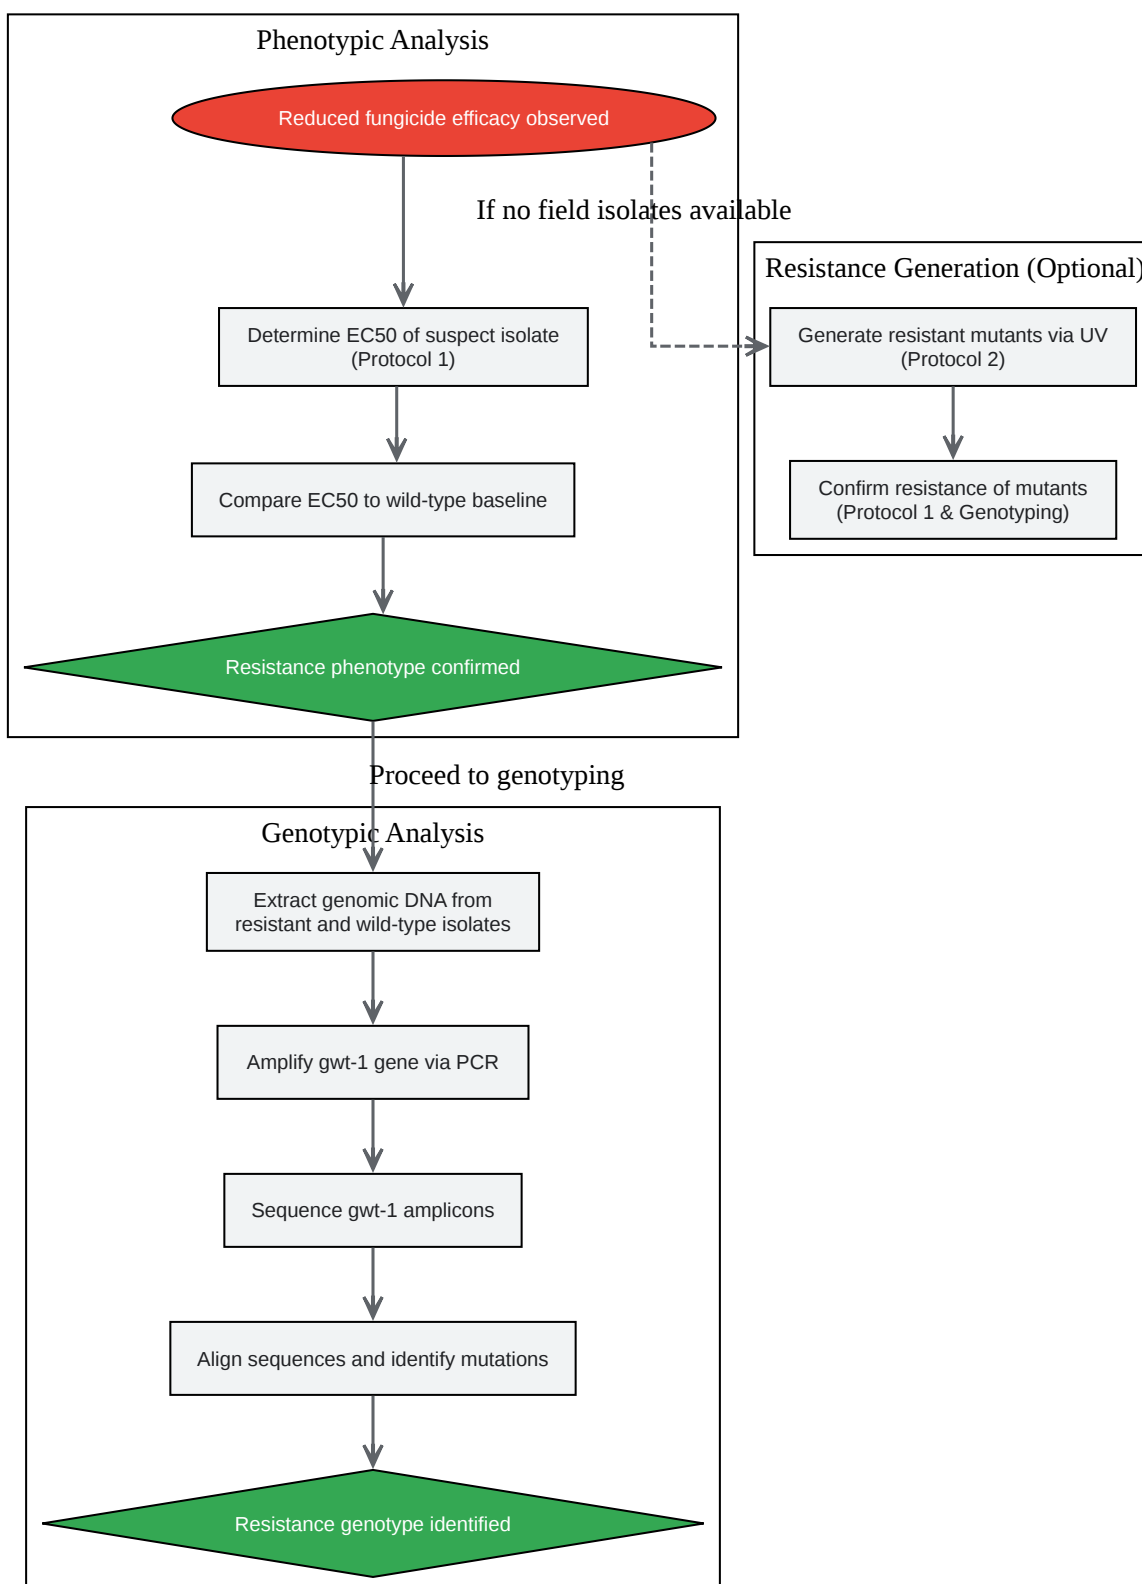 Phenotypic Analysis
Reduced fungicide efficacy observed
If no field isolates available
Resistance Generation (Optional)
Determine EC50 of suspect isolate
(Protocol 1)
Generate resistant mutants via UV
(Protocol 2)
Compare EC50 to wild-type baseline
Confirm resistance of mutants
(Protocol 1 & Genotyping)
Resistance phenotype confirmed
Proceed to genotyping
Genotypic Analysis
Extract genomic DNA from
resistant and wild-type isolates
Amplify gwt-1 gene via PCR
Sequence gwt-1 amplicons
Align sequences and identify mutations
Resistance genotype identified